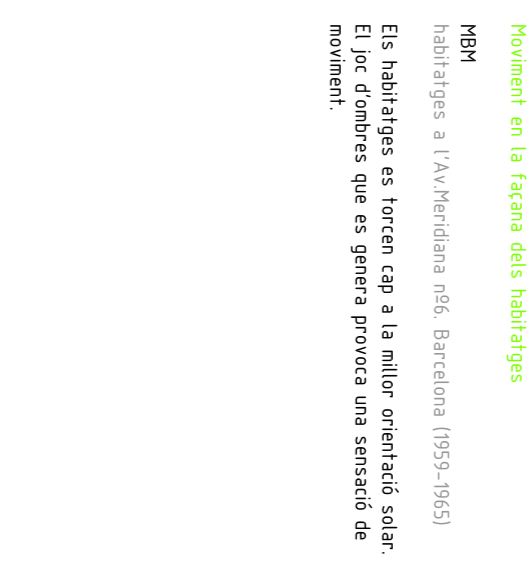 Moviment en la façana dels habitatges
MBM
habitatges a l'Av.Meridiana nº6. Barcelona (1959-1965)
Els habitatges es torcen cap a la millor orientació solar.
El joc d'ombres que es genera provoca una sensació de
moviment.